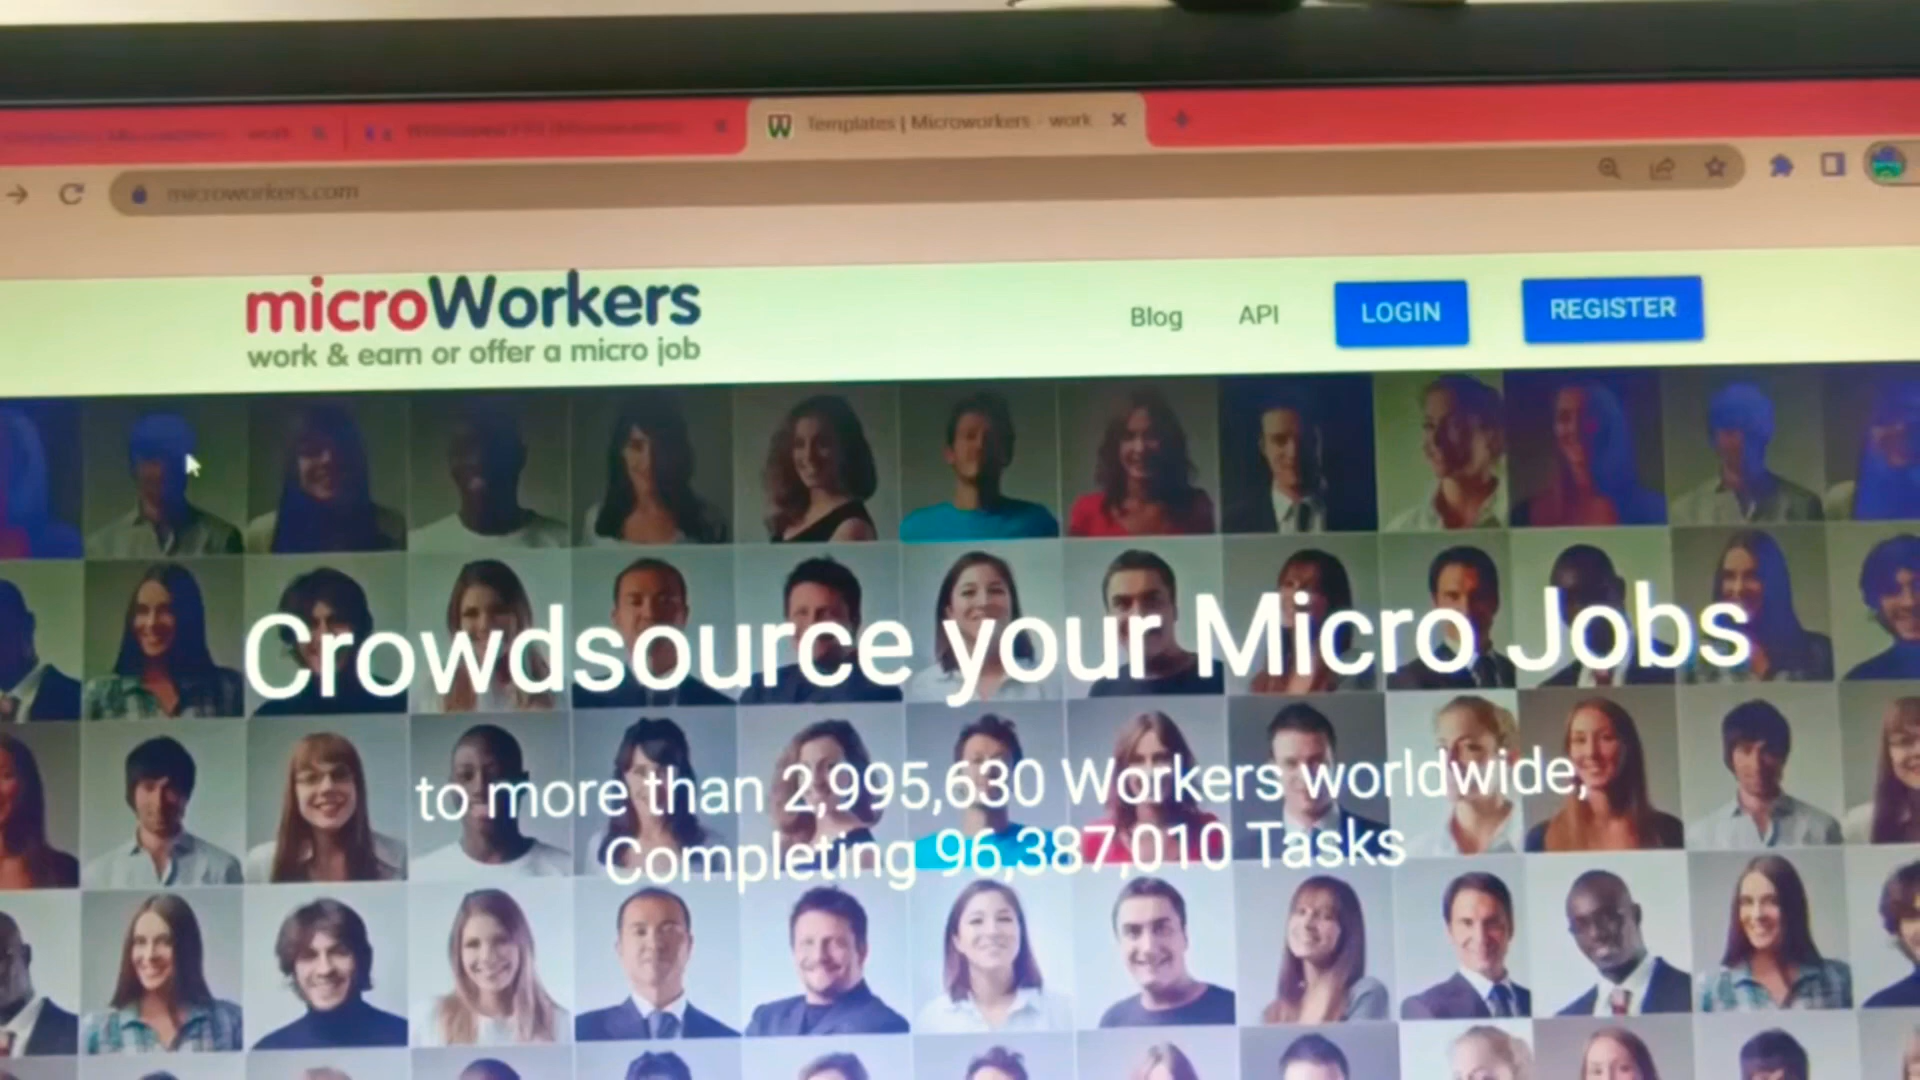 Templates | Microworkers - work
microworkers.com
microWorkers
work & earn or offer a micro job
Blog
API
LOGIN
REGISTER
Crowdsource your Micro Jobs
to more than 2,995,630 Workers worldwide,
Completing 96,387,010 Tasks